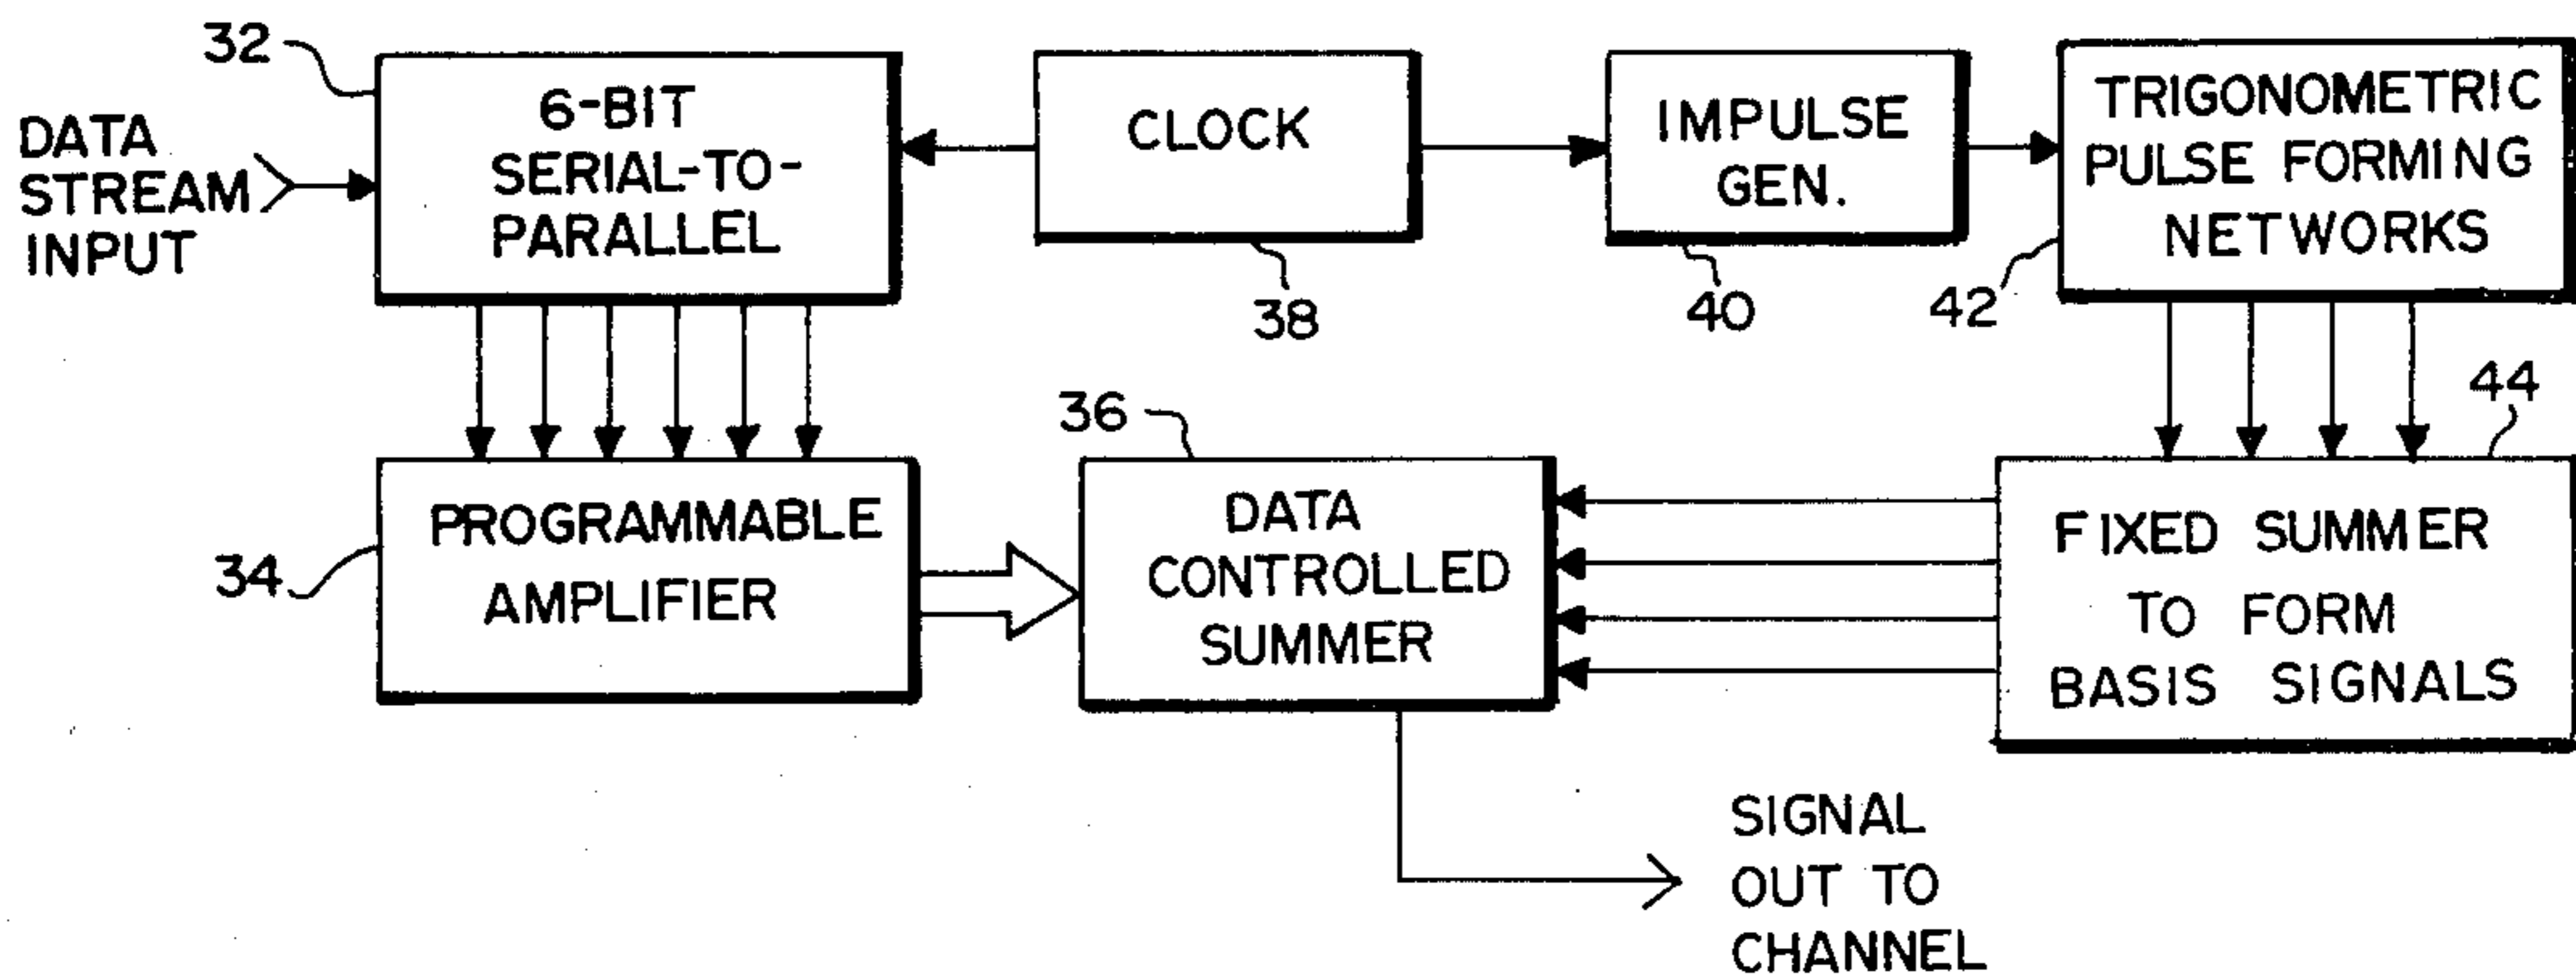 32
DATA
STREAM
INPUT
6-BIT
SERIAL-TO-
PARALLEL
CLOCK
38
IMPULSE
GEN.
40
TRIGONOMETRIC
PULSE FORMING
NETWORKS
42
34
PROGRAMMABLE
AMPLIFIER
36
DATA
CONTROLLED
SUMMER
44
FIXED SUMMER
TO FORM
BASIS SIGNALS
SIGNAL
OUT TO
CHANNEL